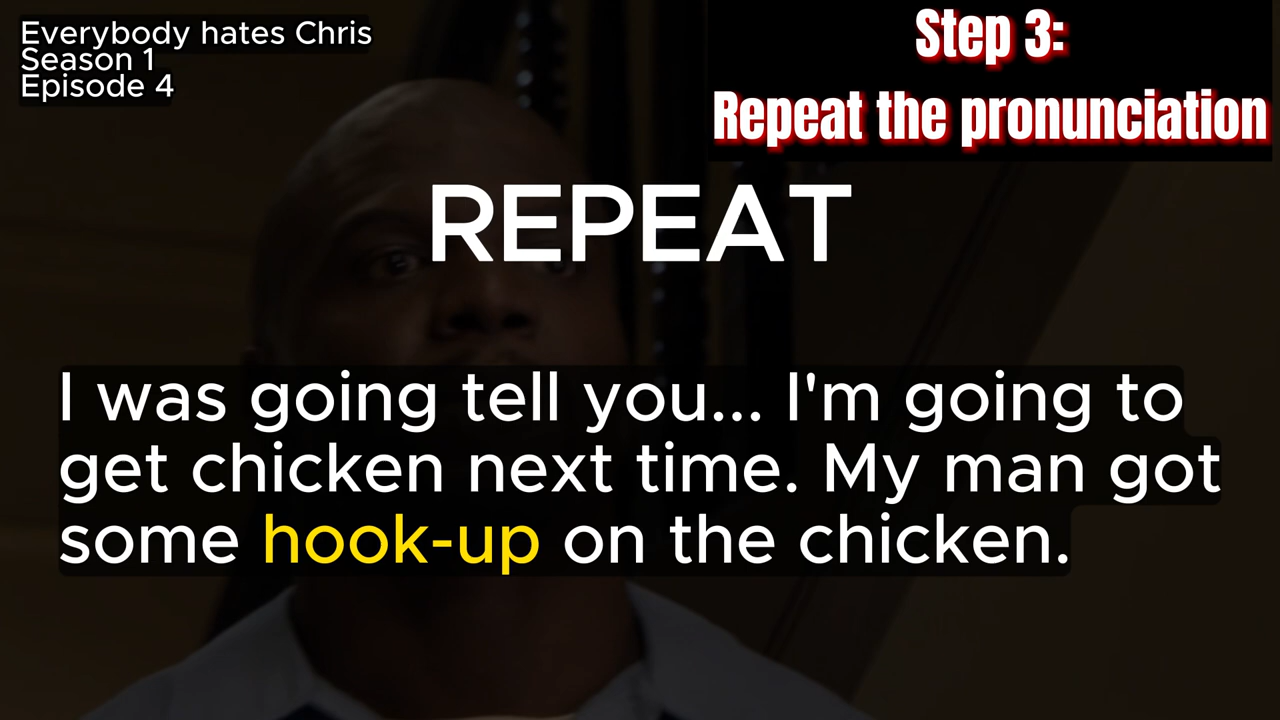 Everybody hates Chris
Season 1
Episode 4
Step 3:
Repeat the pronunciation
REPEAT
I was going tell you... I'm going to
get chicken next time. My man got
some hook-up on the chicken.